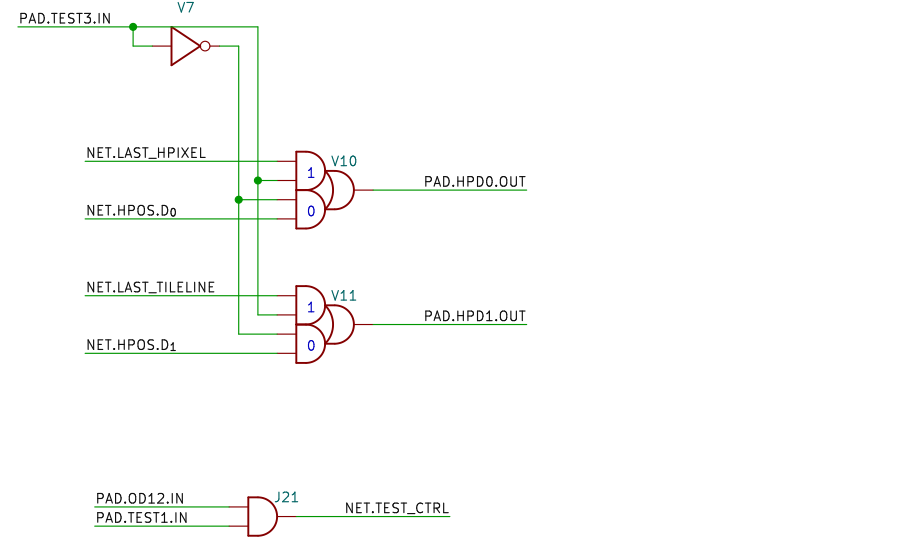 V7
PAD.TEST3.IN
NET.LAST_HPIXEL
V10
1
PAD.HPD0.OUT
NET.HPOS.D0
0
NET.LAST_TILELINE
V11
1
PAD.HPD1.OUT
NET.HPOS.D1
0
PAD.OD12.IN
J21
NET.TEST_CTRL
PAD.TEST1.IN